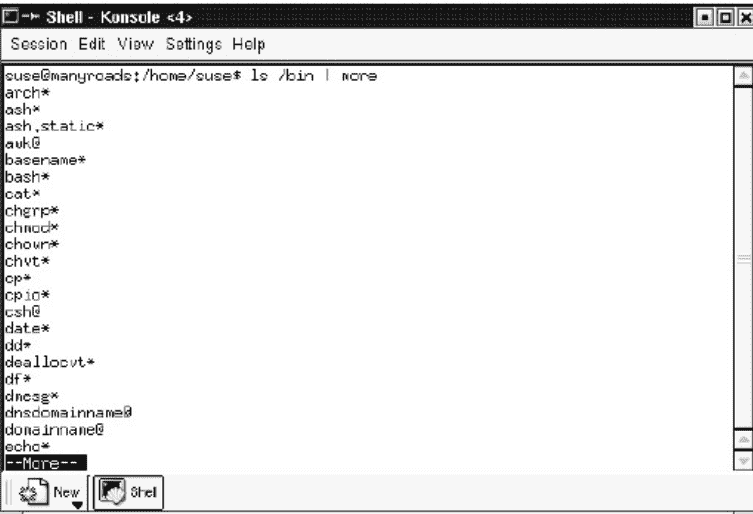 Shell - Konsole <4>
Session Edit View Settings Help
suse@manyroads:/home/suse$ ls /bin | more
arch*
ash*
ash.static*
awk@
basename*
bash*
cat*
chgrp*
chmod*
chown*
chvt*
cp*
cpio*
csh@
date*
dd*
deallocvt*
df*
dmesg*
dnsdomainname@
domainname@
echo*
--More--
New
Shell